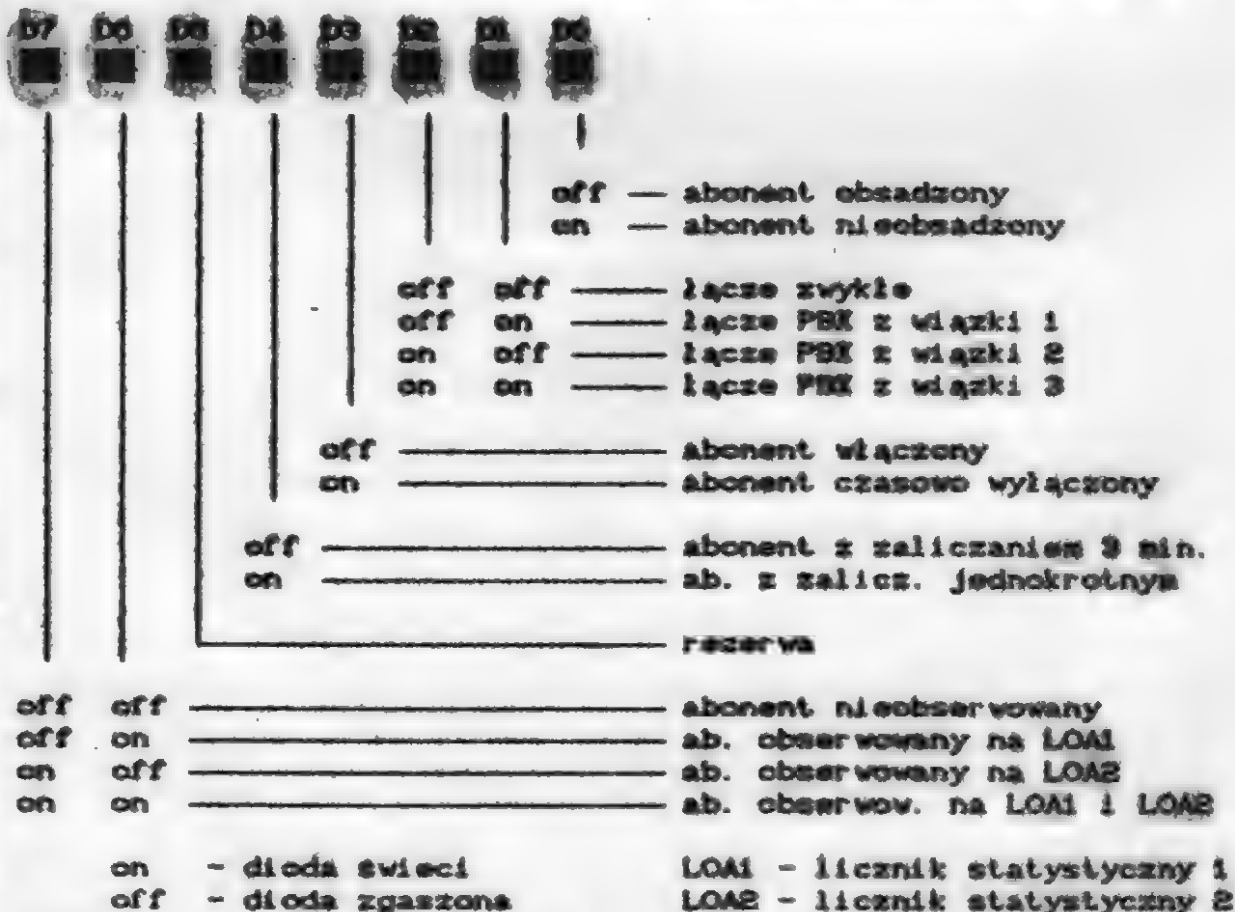 D7 D6 D5 D4 D3 D2 D1 D0
off — abonent obsadzony
on — abonent nieobsadzony
off off — łącze zwykłe
off on — łącze PBX z wiązki 1
on off — łącze PBX z wiązki 2
on on — łącze PBX z wiązki 3
off — abonent włączony
on — abonent czasowo wyłączony
off — abonent z zaliczaniem 3 min.
on — ab. z zalicz. jednokrotnym
rezerwa
off off — abonent nieobserwowany
off on — ab. obserwowany na LOA1
on off — ab. obserwowany na LOA2
on on — ab. obserwow. na LOA1 i LOA2
on - dioda świeci LOA1 - licznik statystyczny 1
off - dioda zgaszona LOA2 - licznik statystyczny 2